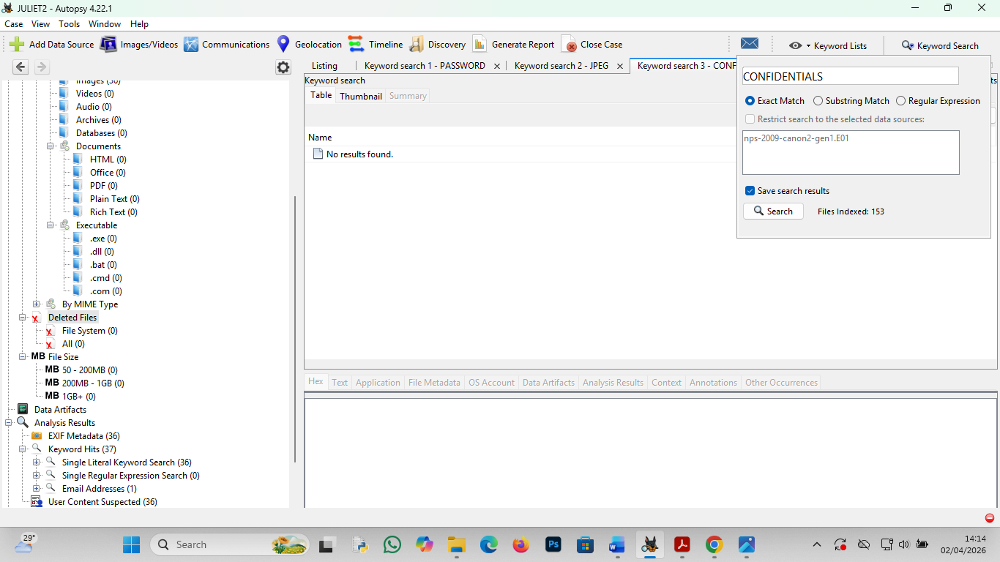 JULIET2 - Autopsy 4.22.1
Case View Tools Window Help
Add Data Source Images/Videos Communications Geolocation Timeline Discovery Generate Report Close Case Keyword Lists Keyword Search
Listing Keyword search 1 - PASSWORD Keyword search 2 - JPEG Keyword search 3 - CONF
Keyword search
Table Thumbnail Summary
Name
No results found.
CONFIDENTIALS
Exact Match Substring Match Regular Expression
Restrict search to the selected data sources:
nps-2009-canon2-gen1.E01
Save search results
Search Files Indexed: 153
Videos (0)
Audio (0)
Archives (0)
Databases (0)
Documents
HTML (0)
Office (0)
PDF (0)
Plain Text (0)
Rich Text (0)
Executable
.exe (0)
.dll (0)
.bat (0)
.cmd (0)
.com (0)
By MIME Type
Deleted Files
File System (0)
All (0)
MB File Size
MB 50 - 200MB (0)
MB 200MB - 1GB (0)
MB 1GB+ (0)
Data Artifacts
Analysis Results
EXIF Metadata (36)
Keyword Hits (37)
Single Literal Keyword Search (36)
Single Regular Expression Search (0)
Email Addresses (1)
User Content Suspected (36)
Hex Text Application File Metadata OS Account Data Artifacts Analysis Results Context Annotations Other Occurrences
29°
Search
14:14
02/04/2026